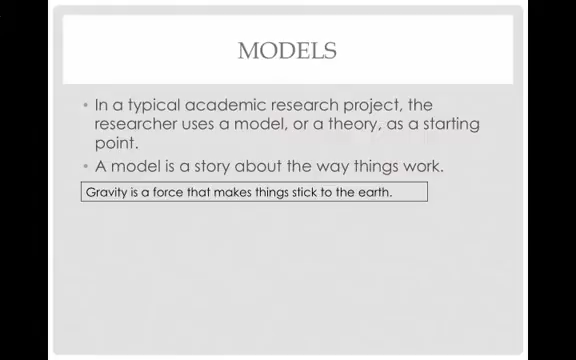 MODELS
• In a typical academic research project, the
researcher uses a model, or a theory, as a starting
point.
• A model is a story about the way things work.
Gravity is a force that makes things stick to the earth.